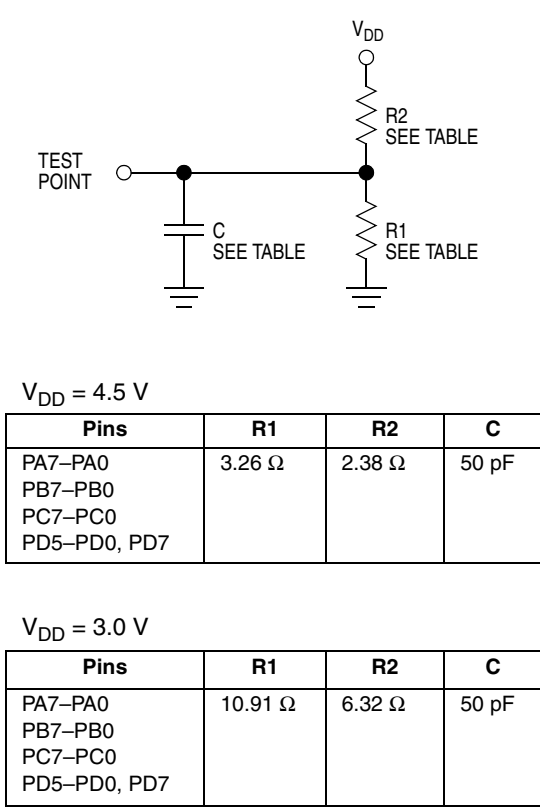 V_DD
R2
SEE TABLE
TEST
POINT
C
SEE TABLE
R1
SEE TABLE
V_DD = 4.5 V
Pins R1 R2 C
PA7–PA0 3.26 Ω 2.38 Ω 50 pF
PB7–PB0
PC7–PC0
PD5–PD0, PD7
V_DD = 3.0 V
Pins R1 R2 C
PA7–PA0 10.91 Ω 6.32 Ω 50 pF
PB7–PB0
PC7–PC0
PD5–PD0, PD7